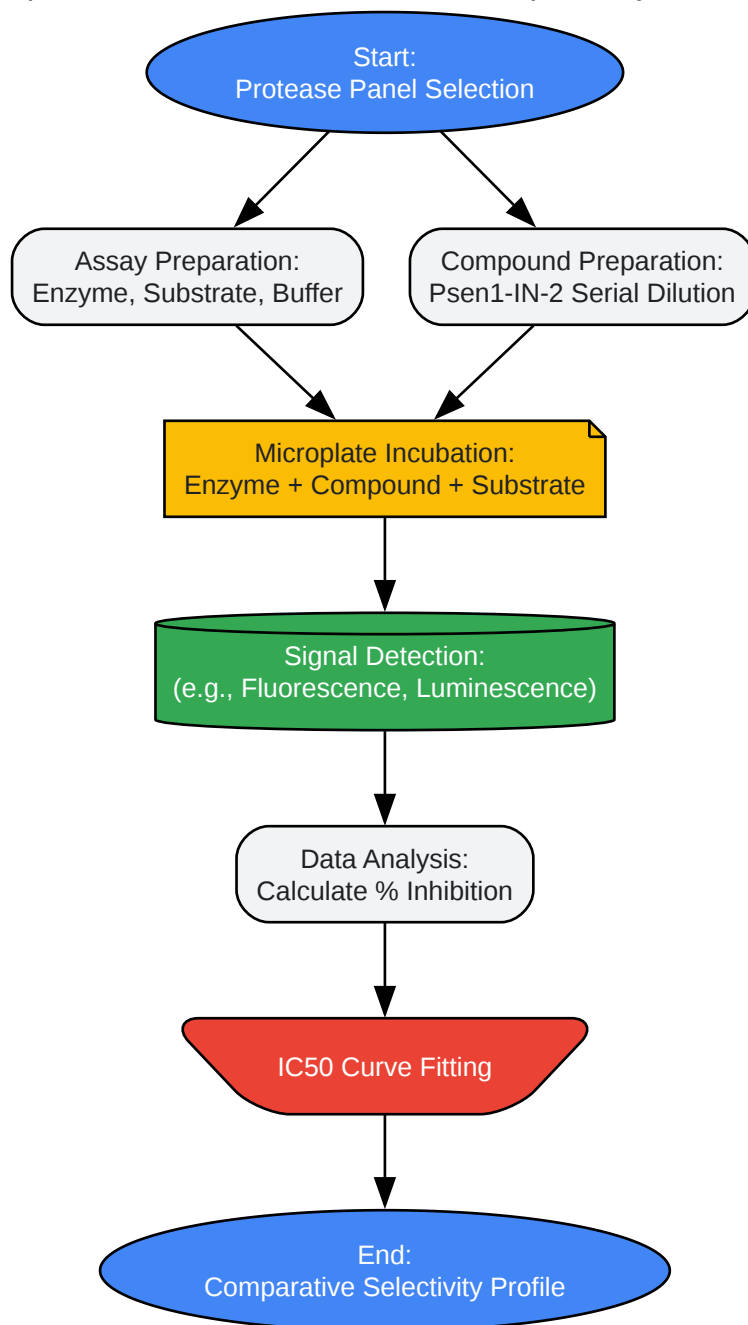 Start:
Protease Panel Selection
Assay Preparation:
Enzyme, Substrate, Buffer
Compound Preparation:
Psen1-IN-2 Serial Dilution
Microplate Incubation:
Enzyme + Compound + Substrate
Signal Detection:
(e.g., Fluorescence, Luminescence)
Data Analysis:
Calculate % Inhibition
IC50 Curve Fitting
End:
Comparative Selectivity Profile